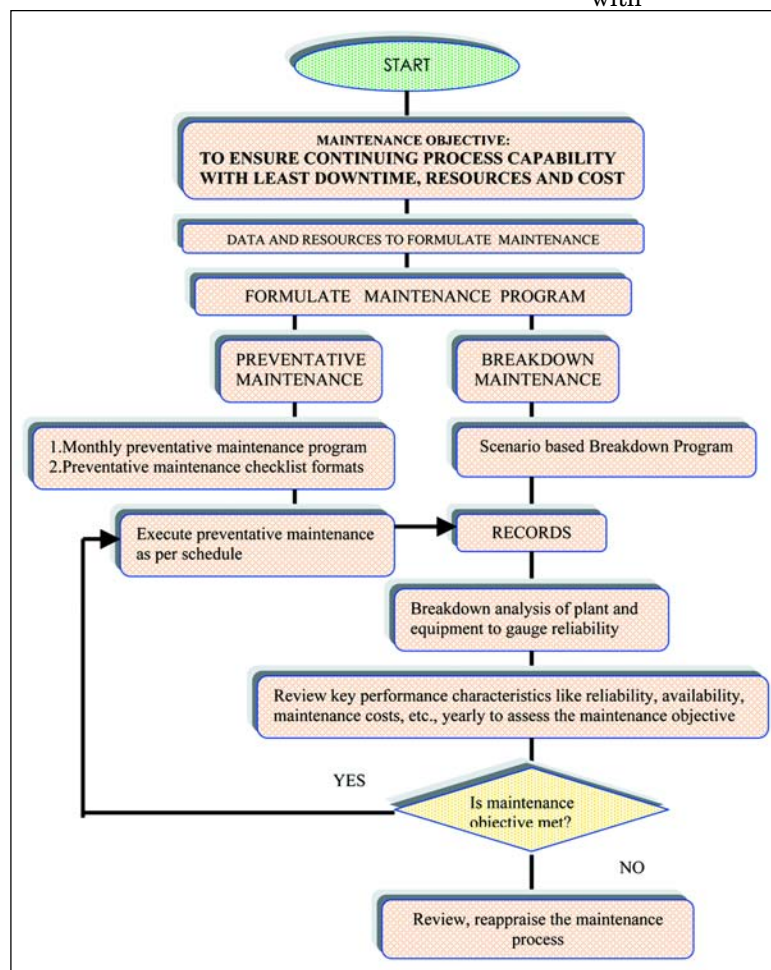 with
START
MAINTENANCE OBJECTIVE:
TO ENSURE CONTINUING PROCESS CAPABILITY
WITH LEAST DOWNTIME, RESOURCES AND COST
DATA AND RESOURCES TO FORMULATE MAINTENANCE
FORMULATE MAINTENANCE PROGRAM
PREVENTATIVE
MAINTENANCE
BREAKDOWN
MAINTENANCE
1.Monthly preventative maintenance program
2.Preventative maintenance checklist formats
Scenario based Breakdown Program
Execute preventative maintenance
as per schedule
RECORDS
Breakdown analysis of plant and
equipment to gauge reliability
Review key performance characteristics like reliability, availability,
maintenance costs, etc., yearly to assess the maintenance objective
YES
Is maintenance
objective met?
NO
Review, reappraise the maintenance
process